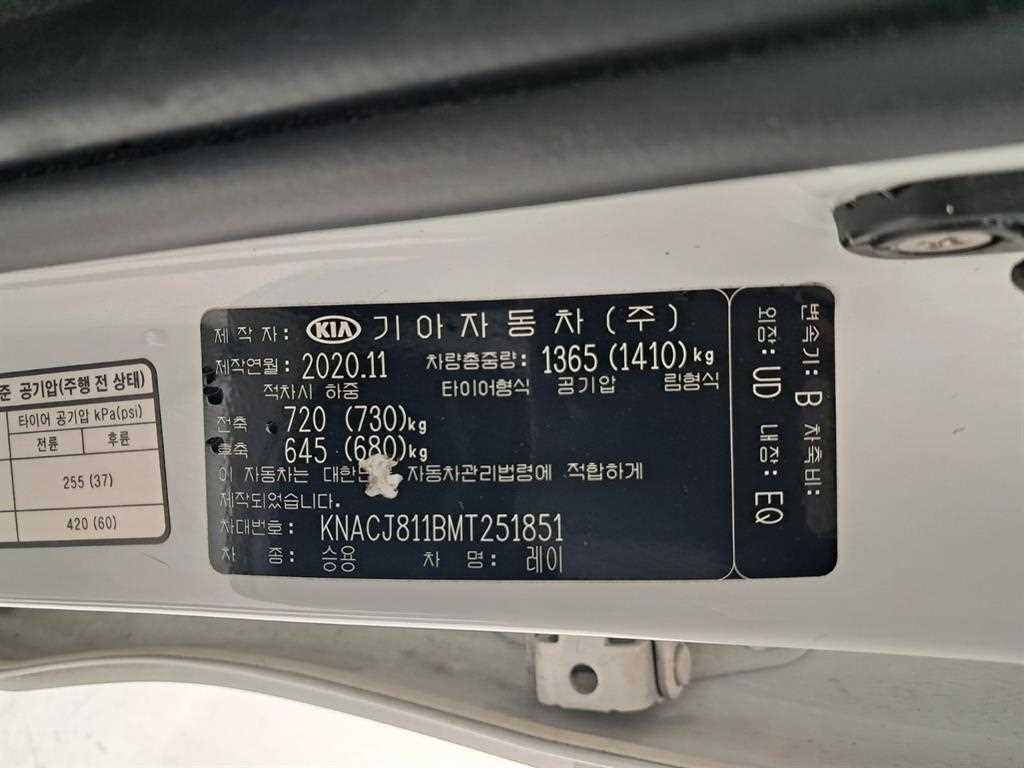 준 공기압(주행 전 상태)
타이어 공기압 kPa(psi)
전륜 후륜
255 (37)
420 (60)
제 작 자: KIA 기아자동차(주)
제작연월: 2020.11 차량총중량: 1365 (1410)kg
적차시 하중 타이어형식 공기압 림형식
전축 720 (730)kg
후축 645 (680)kg
이 자동차는 자동차관리법령에 적합하게
제작되었습니다.
차대번호: KNACJ811BMT251851
차 종: 승용 차 명: 레이
변속기: B 차축비:
외장: UD 내장: EQ